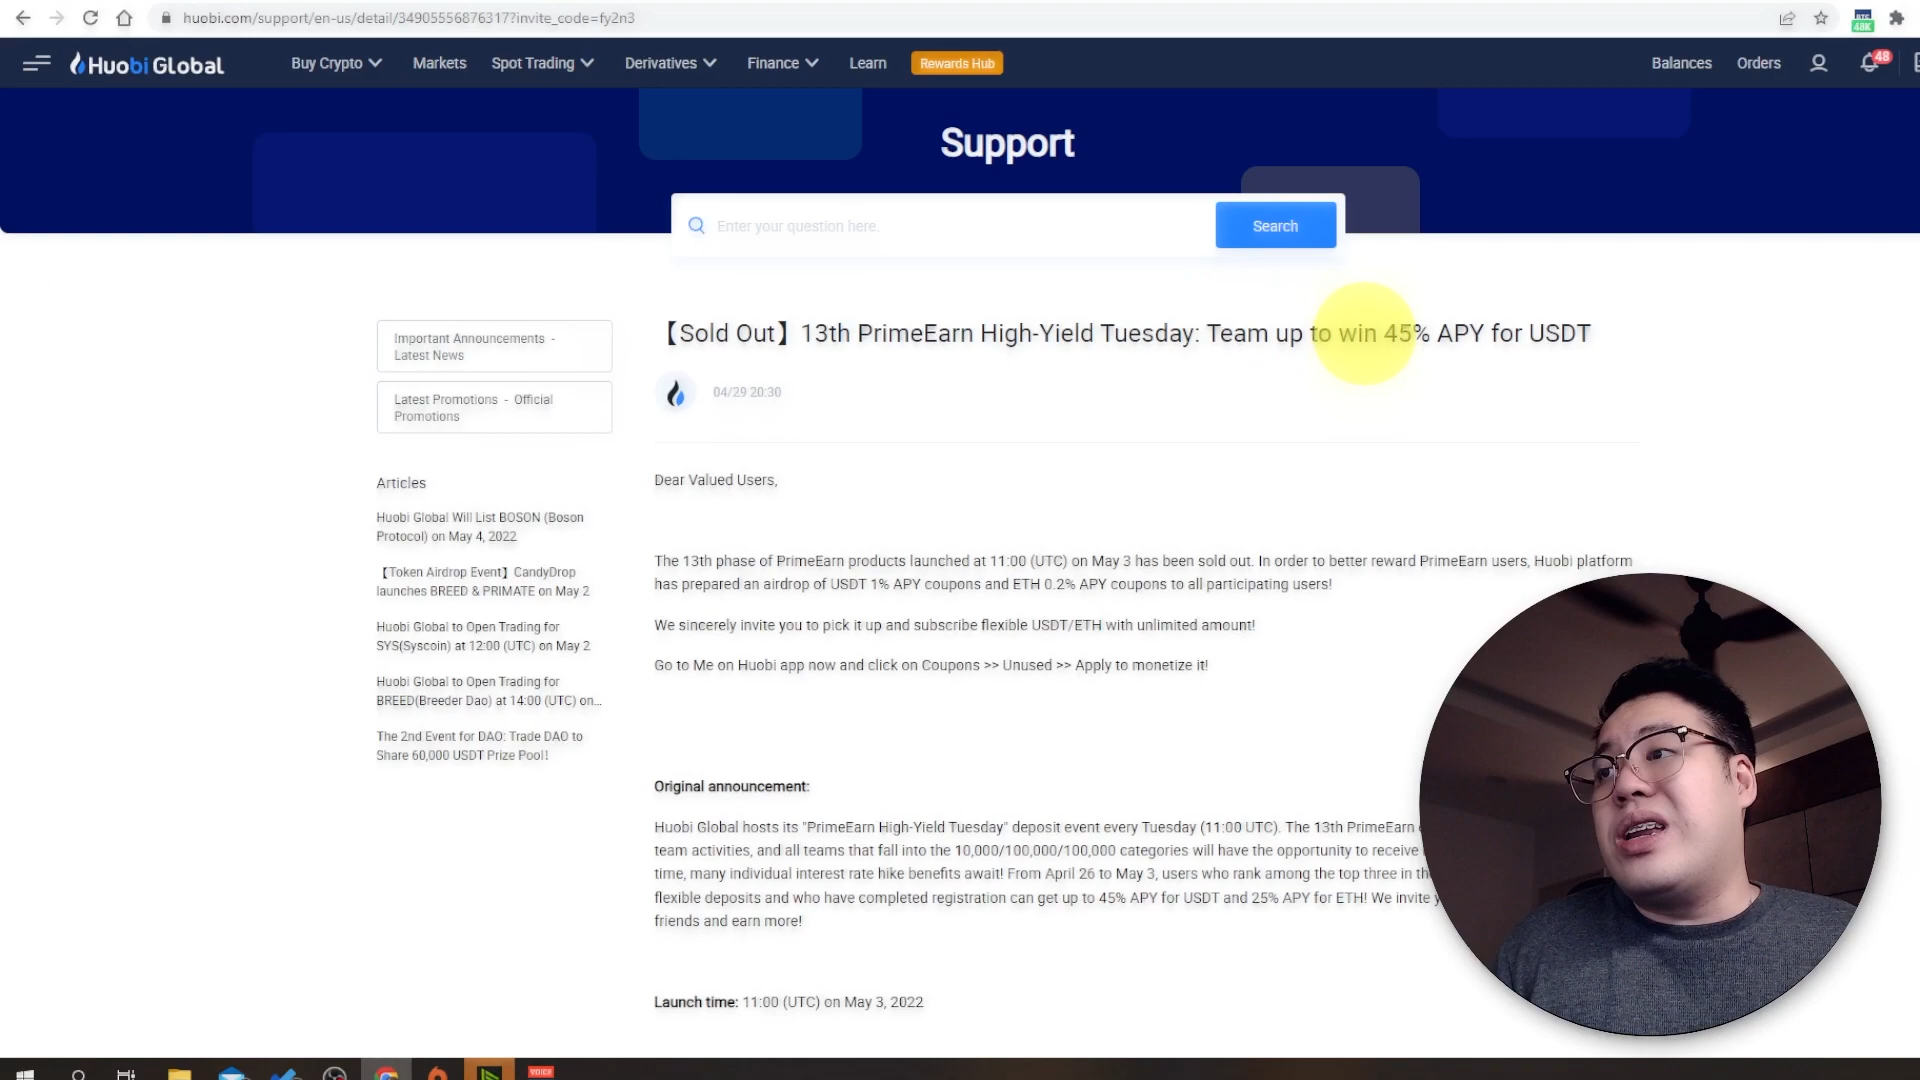 huobi.com/support/en-us/detail/34905556876317?invite_code=fy2n3
BTC
48K
Huobi Global
Buy Crypto
Markets
Spot Trading
Derivatives
Finance
Learn
Rewards Hub
Balances
Orders
48
Support
Enter your question here.
Search
Important Announcements -
Latest News
Latest Promotions - Official
Promotions
Articles
Huobi Global Will List BOSON (Boson
Protocol) on May 4, 2022
【Token Airdrop Event】CandyDrop
launches BREED & PRIMATE on May 2
Huobi Global to Open Trading for
SYS(Syscoin) at 12:00 (UTC) on May 2
Huobi Global to Open Trading for
BREED(Breeder Dao) at 14:00 (UTC) on...
The 2nd Event for DAO: Trade DAO to
Share 60,000 USDT Prize Pool!
【Sold Out】13th PrimeEarn High-Yield Tuesday: Team up to win 45% APY for USDT
04/29 20:30
Dear Valued Users,
The 13th phase of PrimeEarn products launched at 11:00 (UTC) on May 3 has been sold out. In order to better reward PrimeEarn users, Huobi platform
has prepared an airdrop of USDT 1% APY coupons and ETH 0.2% APY coupons to all participating users!
We sincerely invite you to pick it up and subscribe flexible USDT/ETH with unlimited amount!
Go to Me on Huobi app now and click on Coupons >> Unused >> Apply to monetize it!
Original announcement:
Huobi Global hosts its "PrimeEarn High-Yield Tuesday" deposit event every Tuesday (11:00 UTC). The 13th PrimeEarn
team activities, and all teams that fall into the 10,000/100,000/100,000 categories will have the opportunity to receive
time, many individual interest rate hike benefits await! From April 26 to May 3, users who rank among the top three in
flexible deposits and who have completed registration can get up to 45% APY for USDT and 25% APY for ETH! We invite
friends and earn more!
Launch time: 11:00 (UTC) on May 3, 2022
VOICE